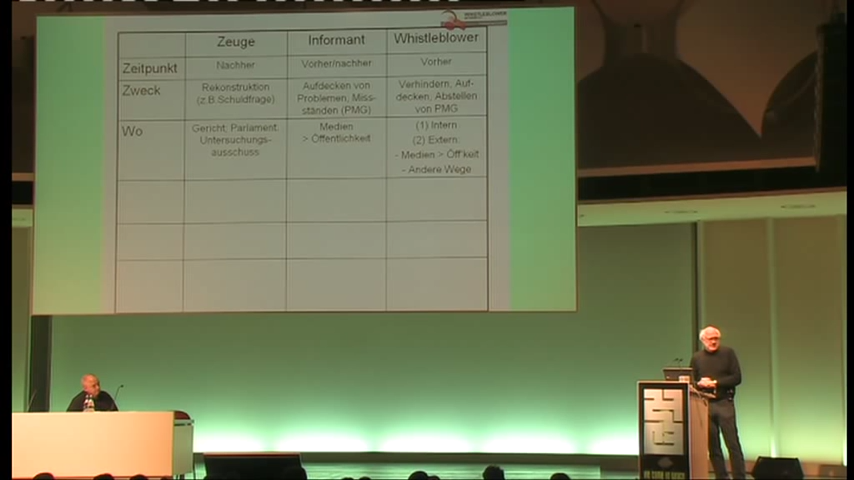 WHISTLEBLOWER
Zeuge Informant Whistleblower
Zeitpunkt Nachher Vorher/nachher Vorher
Zweck Rekonstruktion Aufdecken von Verhindern, Auf-
(z.B.Schuldfrage) Problemen, Miss- decken, Abstellen
ständen (PMG) von PMG
Wo Gericht, Parlament. Medien (1) Intern
Untersuchungs- > Öffentlichkeit (2) Extern:
ausschuss - Medien > Öff'keit
- Andere Wege